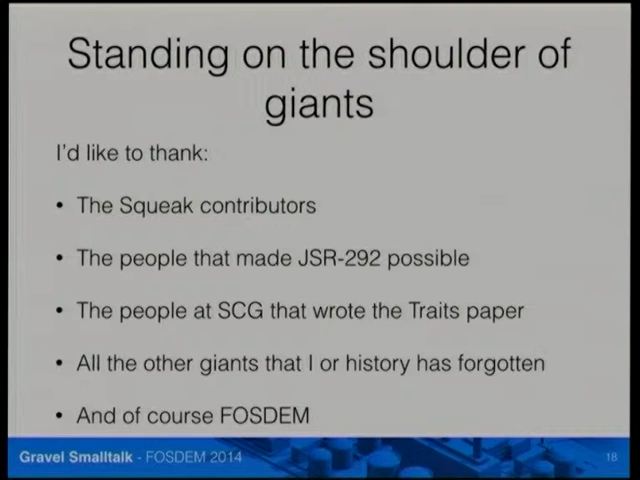 Standing on the shoulder of
giants
I'd like to thank:
• The Squeak contributors
• The people that made JSR-292 possible
• The people at SCG that wrote the Traits paper
• All the other giants that I or history has forgotten
• And of course FOSDEM
Gravel Smalltalk - FOSDEM 2014
18